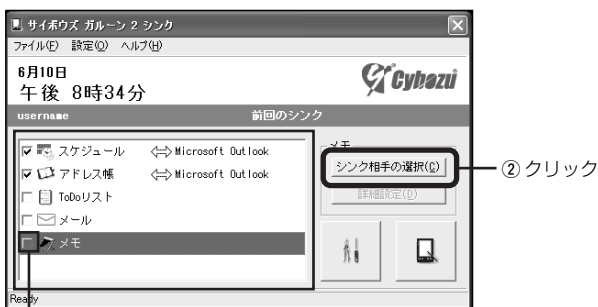 サイボウズ ガルーン 2 シンク
ファイル(F) 設定(O) ヘルプ(H)
6月10日
午後 8時34分
Cybozu
username 前回のシンク
スケジュール Microsoft Outlook
アドレス帳 Microsoft Outlook
ToDoリスト
メール
メモ
メモ
シンク相手の選択(C)
詳細設定(D)
② クリック
Ready